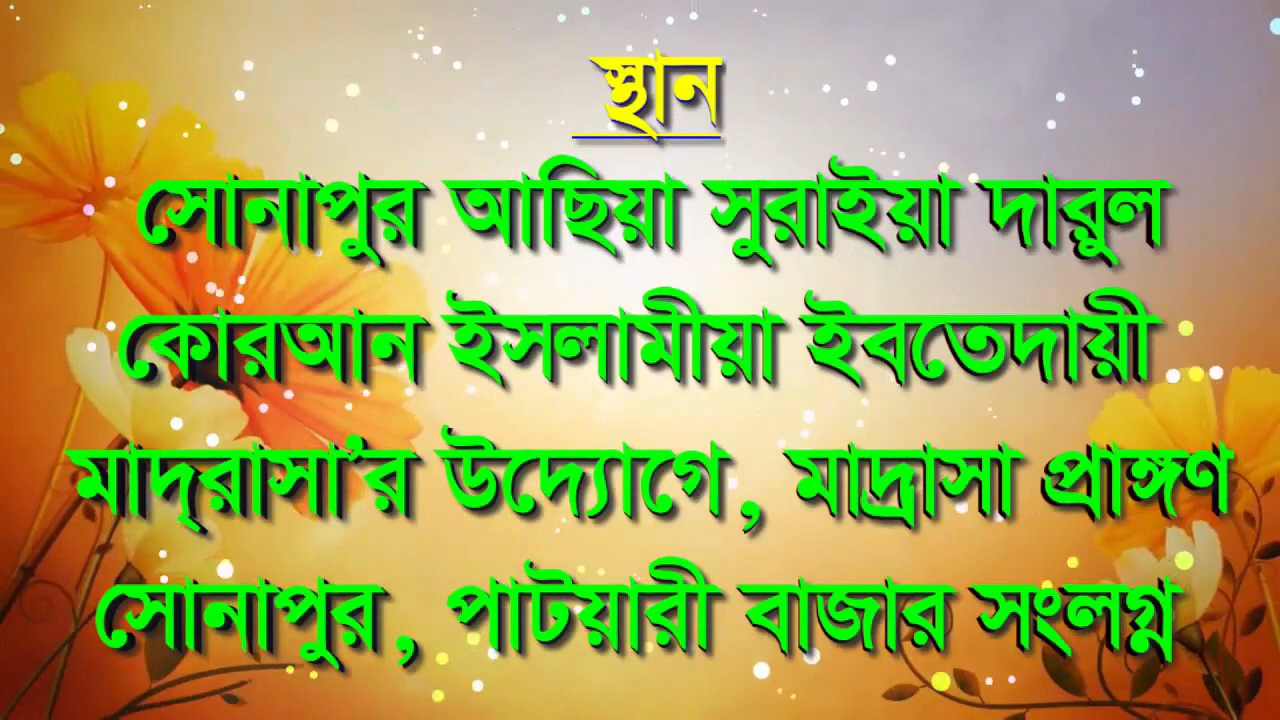 স্থান
সোনাপুর আছিয়া সুরাইয়া দারুল
কোরআন ইসলামীয়া ইবতেদায়ী
মাদ্‌রাসা’র উদ্যোগে, মাদ্রাসা প্রাঙ্গণ
সোনাপুর, পাটয়ারী বাজার সংলগ্ন